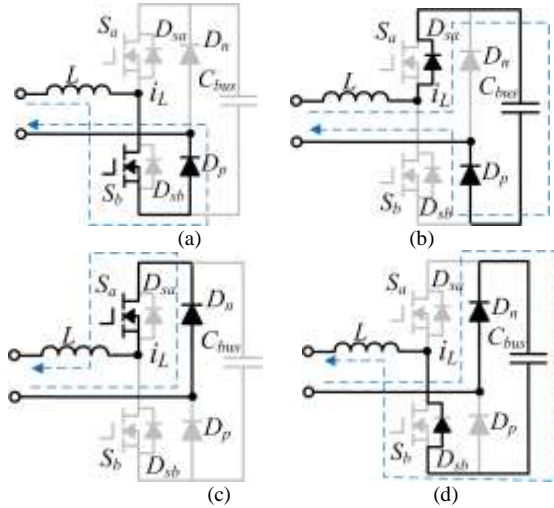 S_a D_sa D_n
L i_L C_bus
S_b D_sb D_p
(a)
S_a D_sa D_n
L i_L C_bus
S_b D_sb D_p
(b)
S_a D_sa D_n
L i_L C_bus
S_b D_sb D_p
(c)
S_a D_sa D_n
L i_L C_bus
S_b D_sb D_p
(d)